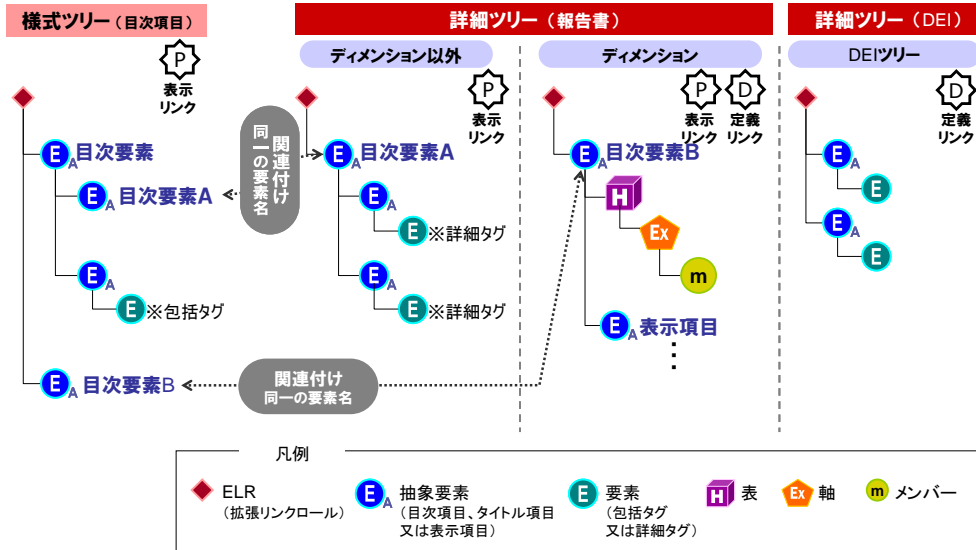 様式ツリー（目次項目）
詳細ツリー（報告書）
詳細ツリー（DEI）
ディメンション以外
ディメンション
DEIツリー
P
表示
リンク
P
表示
リンク
P
表示
リンク
D
定義
リンク
D
定義
リンク
関連付け
同一の要素名
E A 目次要素
E A 目次要素A
E A
E ※包括タグ
E A 目次要素B
E A 目次要素A
E A
E ※詳細タグ
E A
E ※詳細タグ
E A 目次要素B
H
Ex
m
E A 表示項目
E A
E
E A
E
関連付け
同一の要素名
凡例
ELR
（拡張リンクロール）
E A 抽象要素
（目次項目、タイトル項目
又は表示項目）
E 要素
（包括タグ
又は詳細タグ）
H 表
Ex 軸
m メンバー